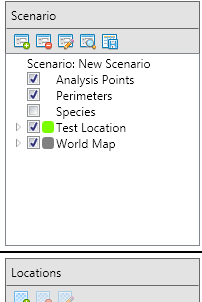 Scenario
Scenario: New Scenario
Analysis Points
Perimeters
Species
Test Location
World Map
Locations